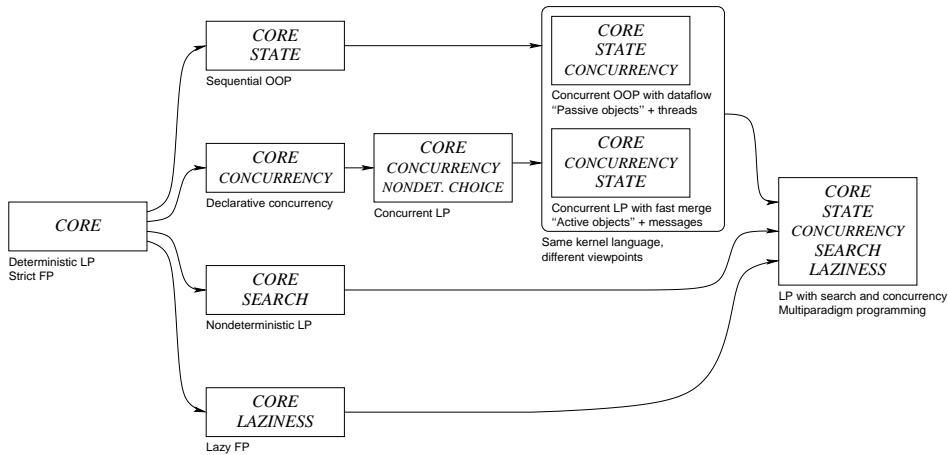 CORE
Deterministic LP
Strict FP
CORE
STATE
Sequential OOP
CORE
CONCURRENCY
Declarative concurrency
CORE
SEARCH
Nondeterministic LP
CORE
LAZINESS
Lazy FP
CORE
CONCURRENCY
NONDET. CHOICE
Concurrent LP
CORE
STATE
CONCURRENCY
Concurrent OOP with dataflow
"Passive objects" + threads
CORE
CONCURRENCY
STATE
Concurrent LP with fast merge
"Active objects" + messages
Same kernel language,
different viewpoints
CORE
STATE
CONCURRENCY
SEARCH
LAZINESS
LP with search and concurrency
Multiparadigm programming